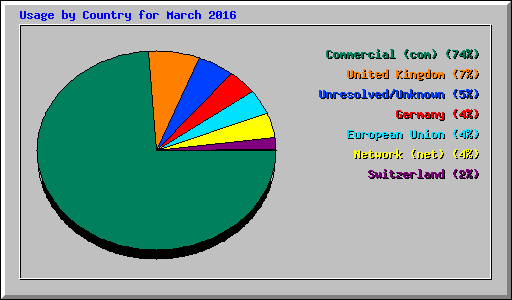 Usage by Country for March 2016
Commercial (com) (74%)
United Kingdom (7%)
Unresolved/Unknown (5%)
Germany (4%)
European Union (4%)
Network (net) (4%)
Switzerland (2%)